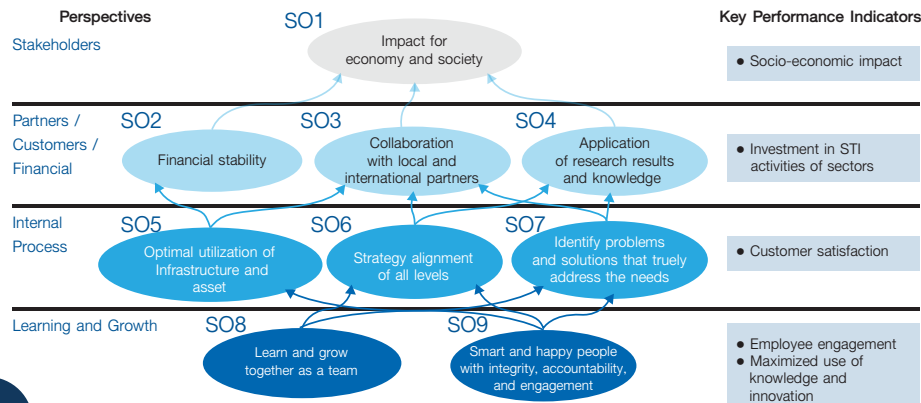 Perspectives
Key Performance Indicators
Stakeholders
SO1
Impact for
economy and society
● Socio-economic impact
Partners /
Customers /
Financial
SO2
Financial stability
SO3
Collaboration
with local and
international partners
SO4
Application
of research results
and knowledge
● Investment in STI
activities of sectors
Internal
Process
SO5
Optimal utilization of
Infrastructure and
asset
SO6
Strategy alignment
of all levels
SO7
Identify problems
and solutions that truely
address the needs
● Customer satisfaction
Learning and Growth
SO8
Learn and grow
together as a team
SO9
Smart and happy people
with integrity, accountability,
and engagement
● Employee engagement
● Maximized use of
knowledge and
innovation